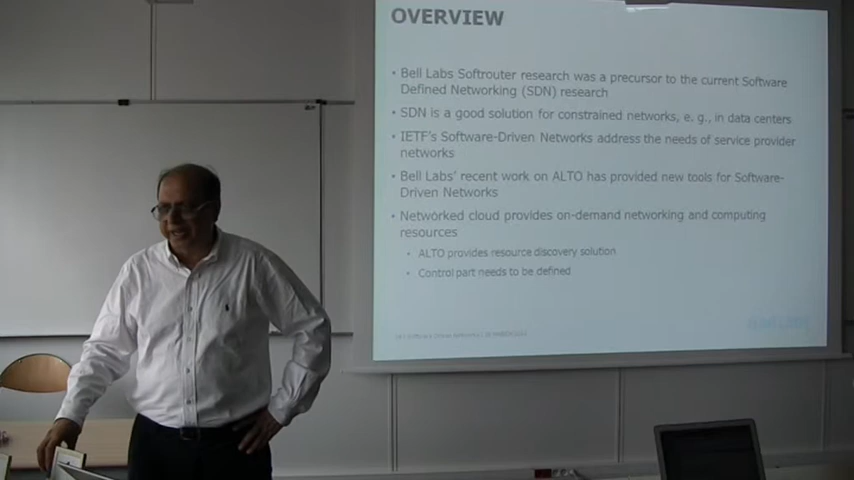 OVERVIEW
• Bell Labs Softrouter research was a precursor to the current Software
Defined Networking (SDN) research
• SDN is a good solution for constrained networks, e. g., in data centers
• IETF's Software-Driven Networks address the needs of service provider
networks
• Bell Labs' recent work on ALTO has provided new tools for Software-
Driven Networks
• Networked cloud provides on-demand networking and computing
resources
• ALTO provides resource discovery solution
• Control part needs to be defined